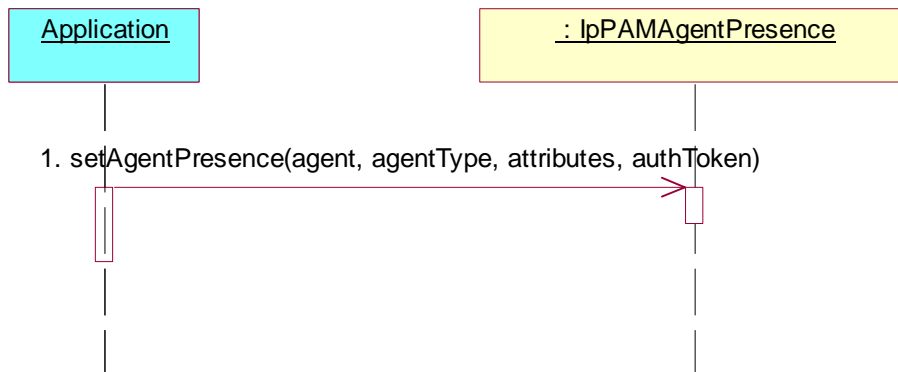 Application
: IpPAMAgentPresence
1. setAgentPresence(agent, agentType, attributes, authToken)